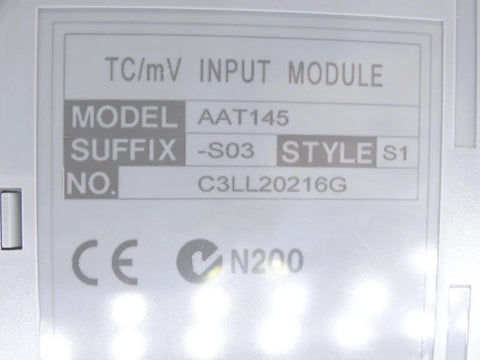 TC/mV INPUT MODULE
MODEL AAT145
SUFFIX -S03 STYLE S1
NO. C3LL20216G
CE N200